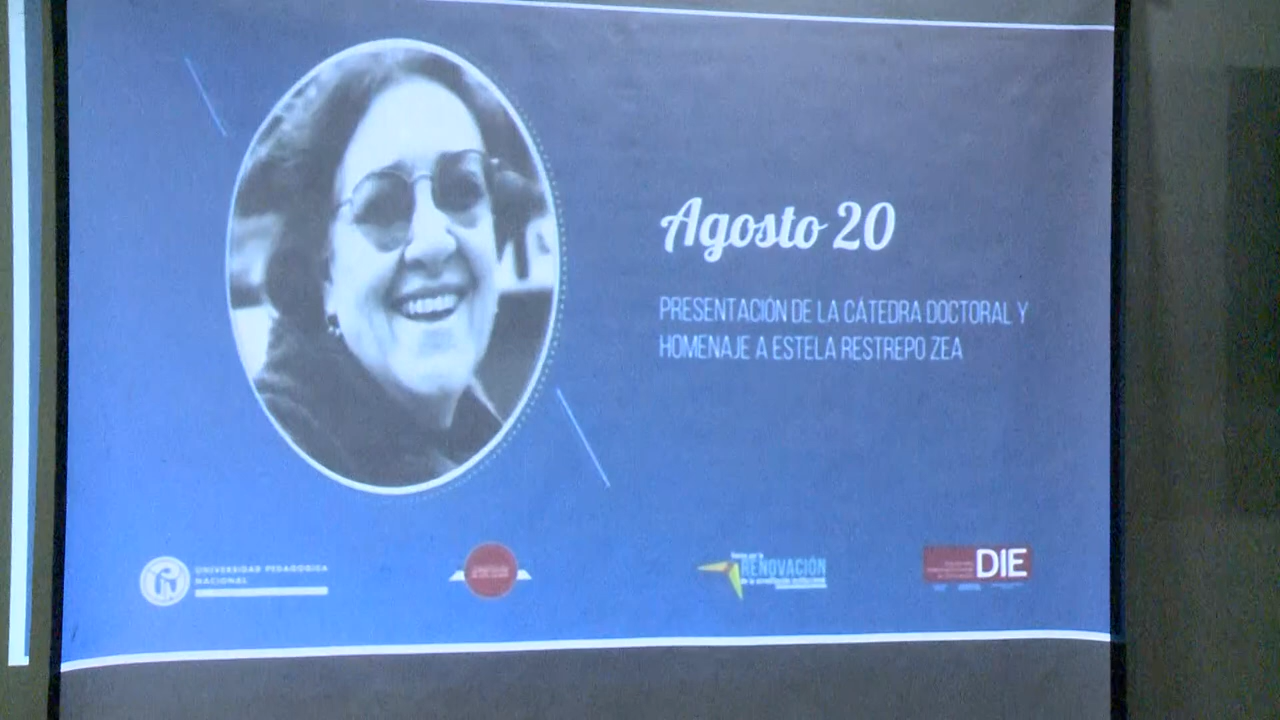 Agosto 20
PRESENTACIÓN DE LA CÁTEDRA DOCTORAL Y
HOMENAJE A ESTELA RESTREPO ZEA
UNIVERSIDAD PEDAGÓGICA
NACIONAL
RENOVACIÓN
DIE